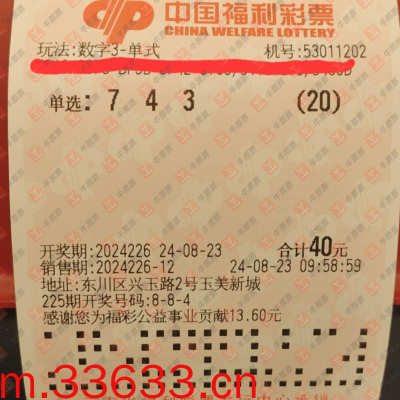 中国福利彩票
CHINA WELFARE LOTTERY
玩法:数字3-单式 机号:53011202
单选: 7 4 3 (20)
开奖期:2024226 24-08-23 合计40元
销售期:2024226-12 24-08-23 09:58:59
地址:东川区兴玉路2号玉美新城
225期开奖号码:8-8-4
感谢您为福彩公益事业贡献13.60元
m.33633.cn